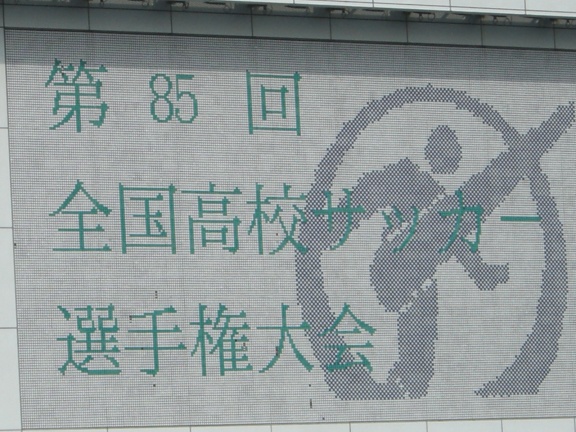 第 85 回
全国高校サッカー
選手権大会